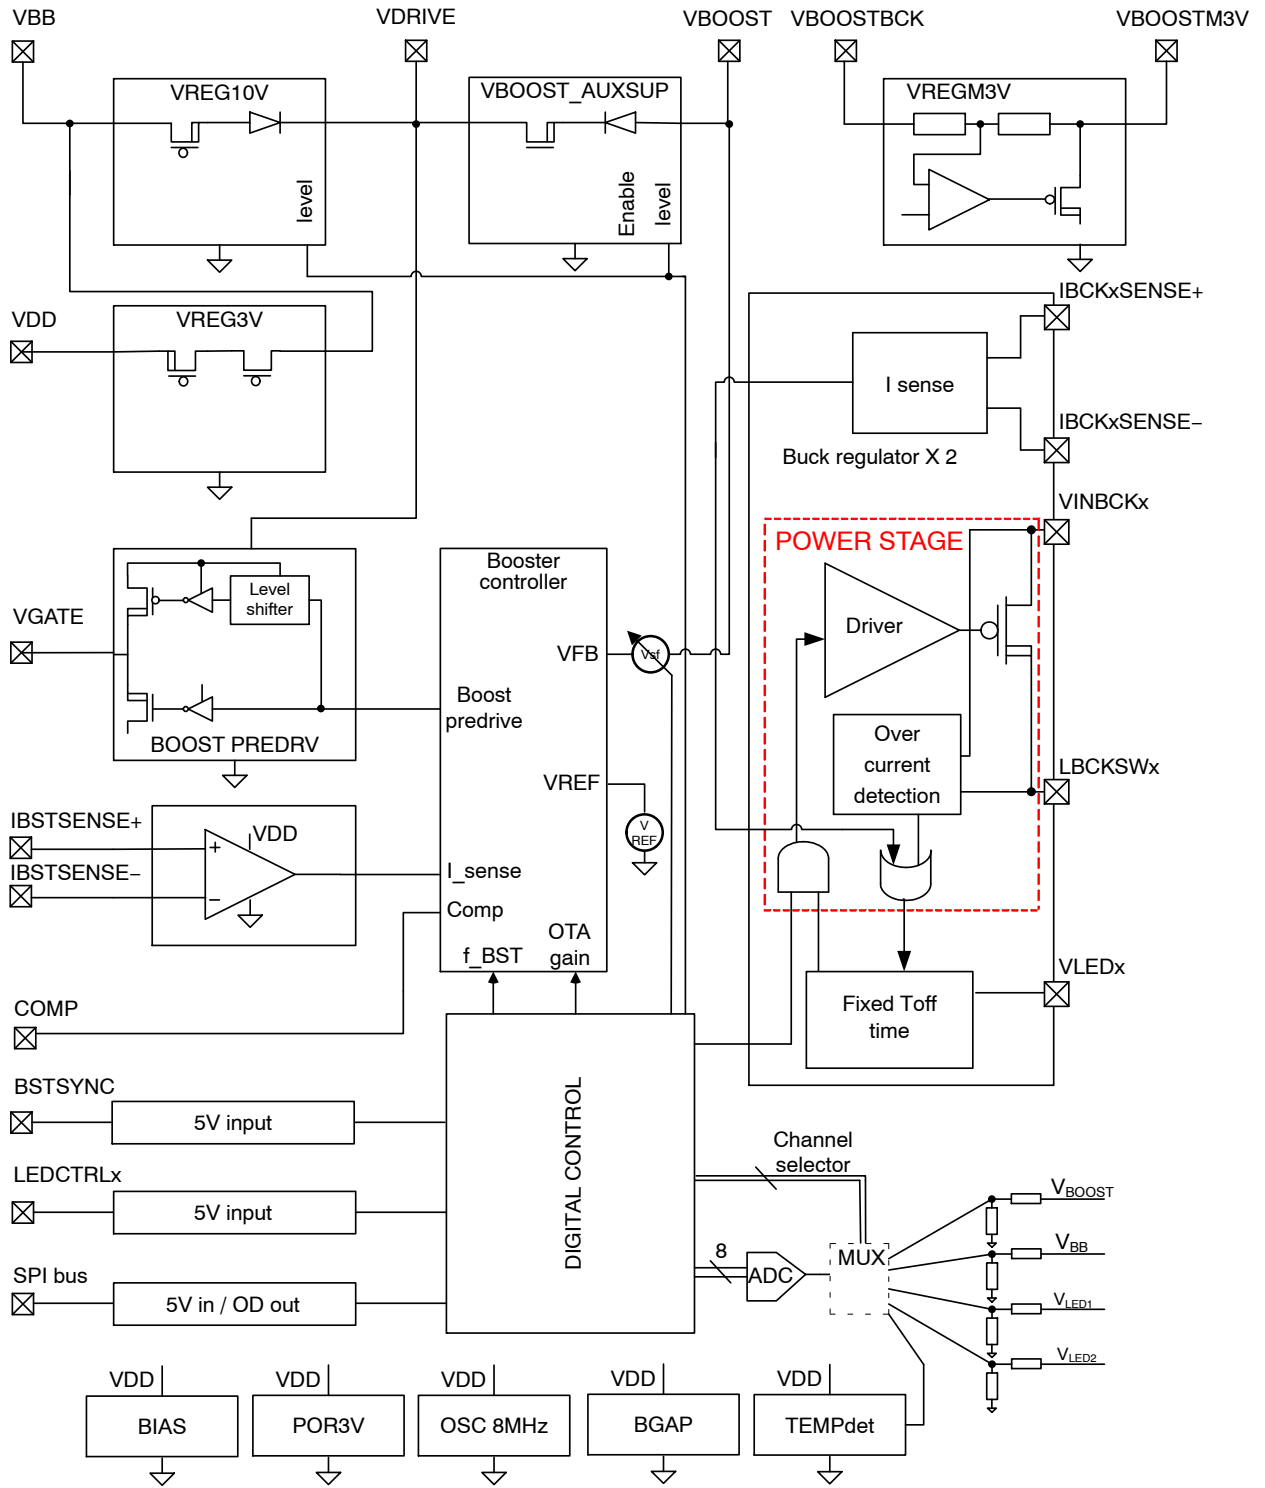 VBB
VDRIVE
VBOOST
VBOOSTBCK
VBOOSTM3V
VREG10V
level
VBOOST_AUXSUP
Enable
level
VREGM3V
VDD
VREG3V
IBCKxSENSE+
I sense
IBCKxSENSE−
Buck regulator X 2
VINBCKx
POWER STAGE
Driver
Over
current
detection
LBCKSWx
VLEDx
Fixed Toff
time
VGATE
Level
shifter
BOOST PREDRV
Booster
controller
VFB
Vsf
Boost
predrive
VREF
V
REF
I_sense
Comp
f_BST
OTA
gain
IBSTSENSE+
IBSTSENSE−
VDD
+
−
COMP
BSTSYNC
5V input
LEDCTRLx
5V input
SPI bus
5V in / OD out
DIGITAL CONTROL
Channel
selector
8
ADC
MUX
VBOOST
VBB
VLED1
VLED2
VDD
BIAS
VDD
POR3V
VDD
OSC 8MHz
VDD
BGAP
VDD
TEMPdet